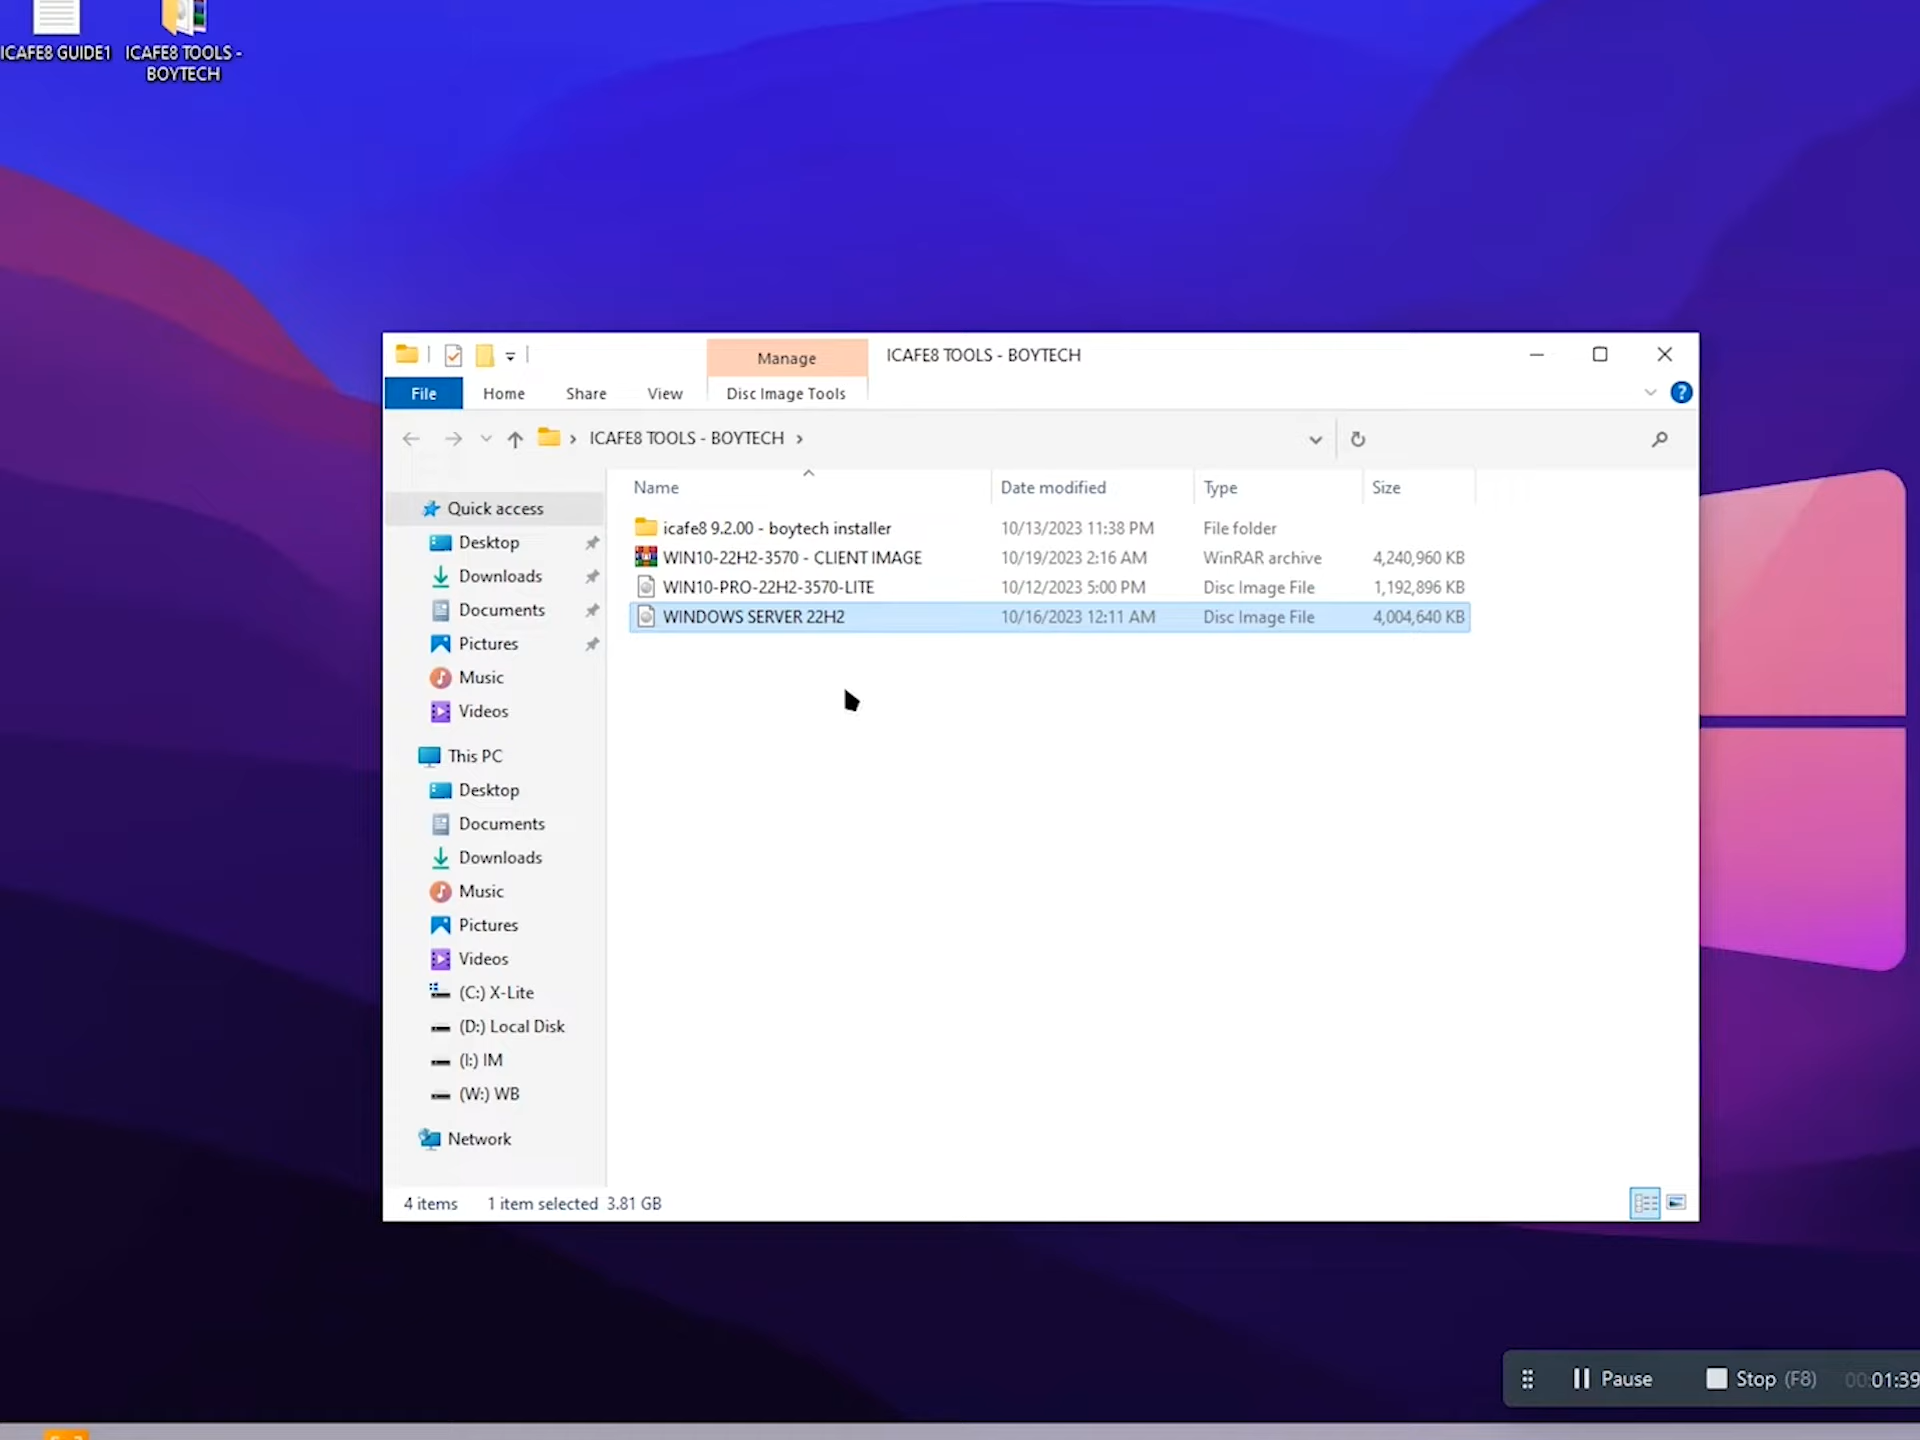 ICAFE8 GUIDE1
ICAFE8 TOOLS -
BOYTECH
Manage
ICAFE8 TOOLS - BOYTECH
File
Home
Share
View
Disc Image Tools
?
ICAFE8 TOOLS - BOYTECH
Name
Date modified
Type
Size
icafe8 9.2.00 - boytech installer 10/13/2023 11:38 PM File folder
WIN10-22H2-3570 - CLIENT IMAGE 10/19/2023 2:16 AM WinRAR archive 4,240,960 KB
WIN10-PRO-22H2-3570-LITE 10/12/2023 5:00 PM Disc Image File 1,192,896 KB
WINDOWS SERVER 22H2 10/16/2023 12:11 AM Disc Image File 4,004,640 KB
Quick access
Desktop
Downloads
Documents
Pictures
Music
Videos
This PC
Desktop
Documents
Downloads
Music
Pictures
Videos
(C:) X-Lite
(D:) Local Disk
(I:) IM
(W:) WB
Network
4 items 1 item selected 3.81 GB
Pause
Stop (F8)
00:01:39